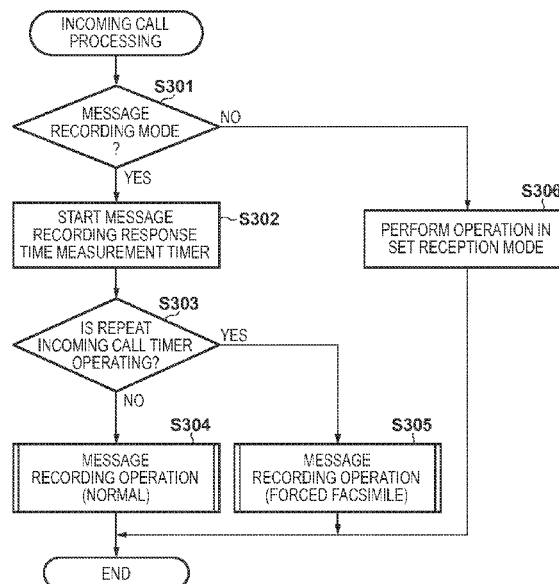 INCOMING CALL
PROCESSING
S301
MESSAGE
RECORDING MODE
?
NO
YES
S302
START MESSAGE
RECORDING RESPONSE
TIME MEASUREMENT TIMER
S306
PERFORM OPERATION IN
SET RECEPTION MODE
S303
IS REPEAT
INCOMING CALL TIMER
OPERATING?
YES
NO
S304
MESSAGE
RECORDING OPERATION
(NORMAL)
S305
MESSAGE
RECORDING OPERATION
(FORCED FACSIMILE)
END